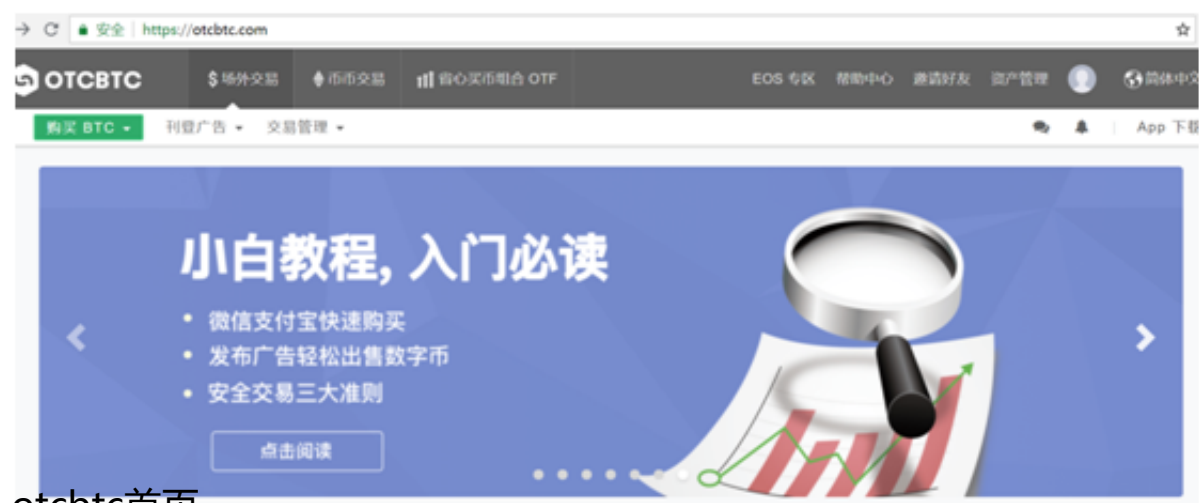 安全 https://otcbtc.com
OTCBTC $场外交易 币币交易 省心买币组合 OTF EOS 专区 帮助中心 邀请好友 资产管理 简体中文
购买 BTC 刊登广告 交易管理 App 下载
小白教程, 入门必读
• 微信支付宝快速购买
• 发布广告轻松出售数字币
• 安全交易三大准则
点击阅读
otcbtc首页